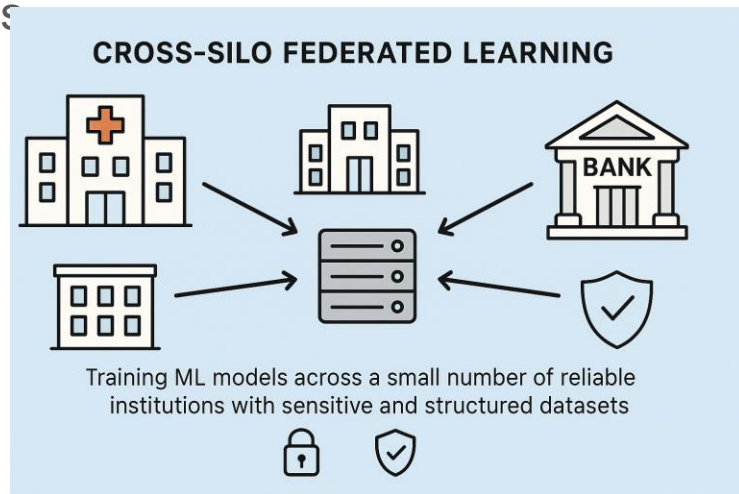 CROSS-SILO FEDERATED LEARNING
BANK
Training ML models across a small number of reliable
institutions with sensitive and structured datasets